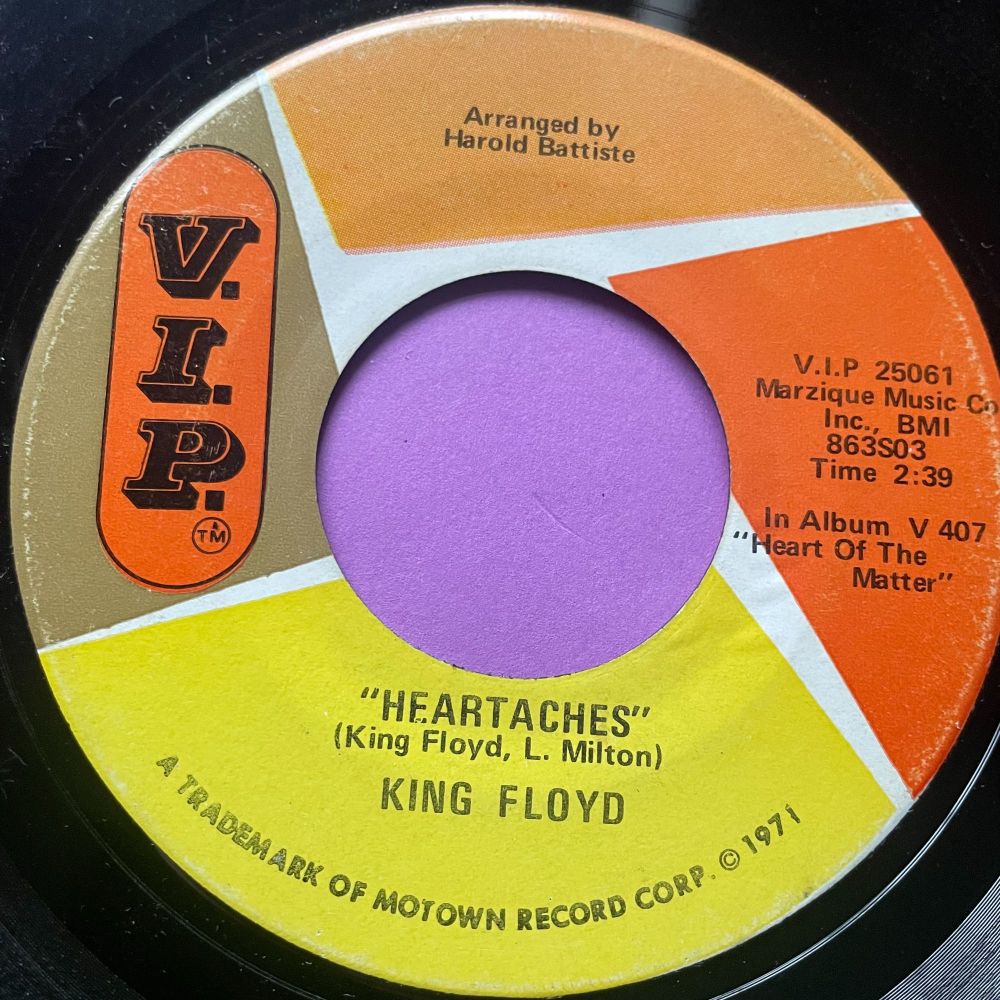 Arranged by
Harold Battiste
V.I.P.
TM
V.I.P 25061
Marzique Music Co
Inc., BMI
863S03
Time 2:39
In Album V 407
"Heart Of The
Matter"
"HEARTACHES"
(King Floyd, L. Milton)
KING FLOYD
A TRADEMARK OF MOTOWN RECORD CORP. © 1971